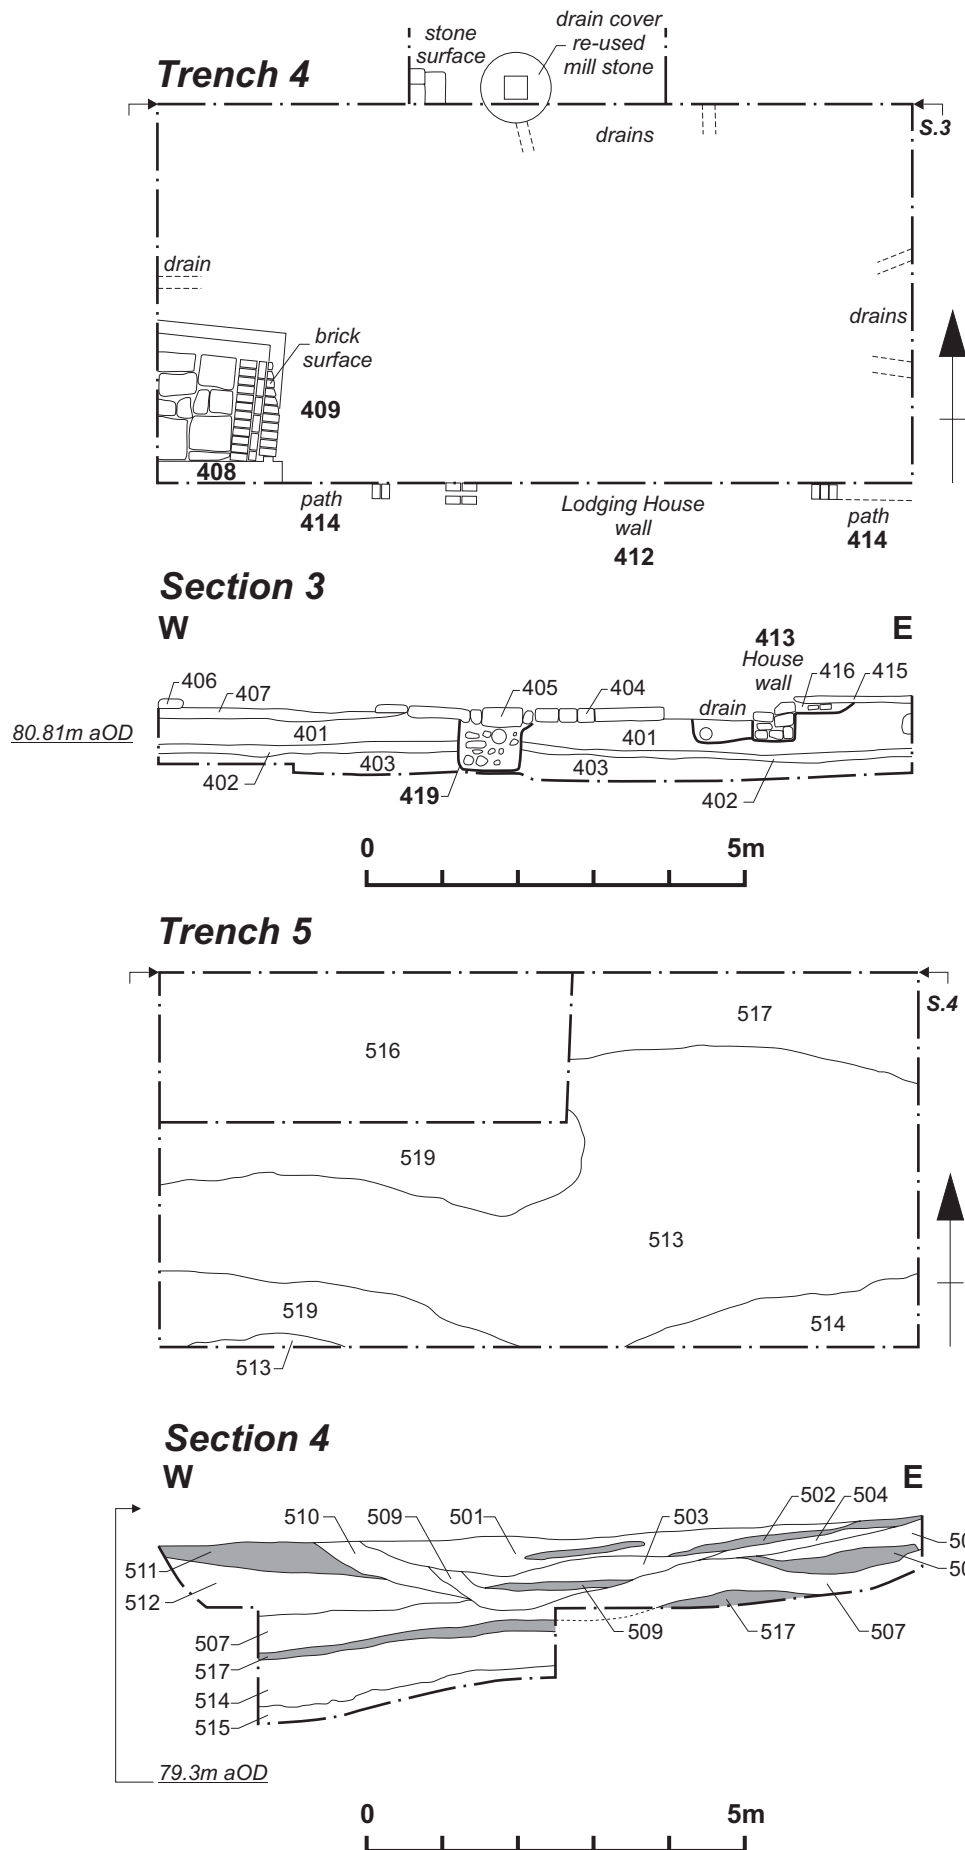 Trench 4
stone
surface
drain cover
re-used
mill stone
S.3
drains
drain
drains
brick
surface
409
408
path
414
Lodging House
wall
412
path
414
Section 3
W
E
413
House
wall
406
407
405
404
416
415
drain
80.81m aOD
401
401
402
403
403
419
402
0
5m
Trench 5
S.4
517
516
519
513
519
514
513
Section 4
W
E
510
509
501
503
502
504
511
512
507
517
514
515
509
517
507
79.3m aOD
0
5m